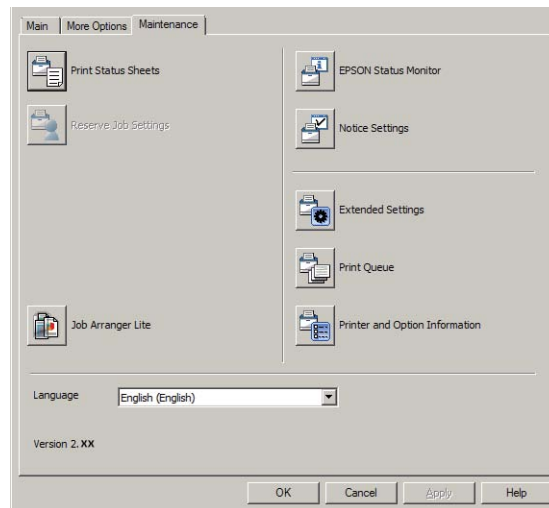 Main More Options Maintenance
Print Status Sheets
EPSON Status Monitor
Reserve Job Settings
Notice Settings
Extended Settings
Print Queue
Job Arranger Lite
Printer and Option Information
Language English (English)
Version 2.XX
OK Cancel Apply Help